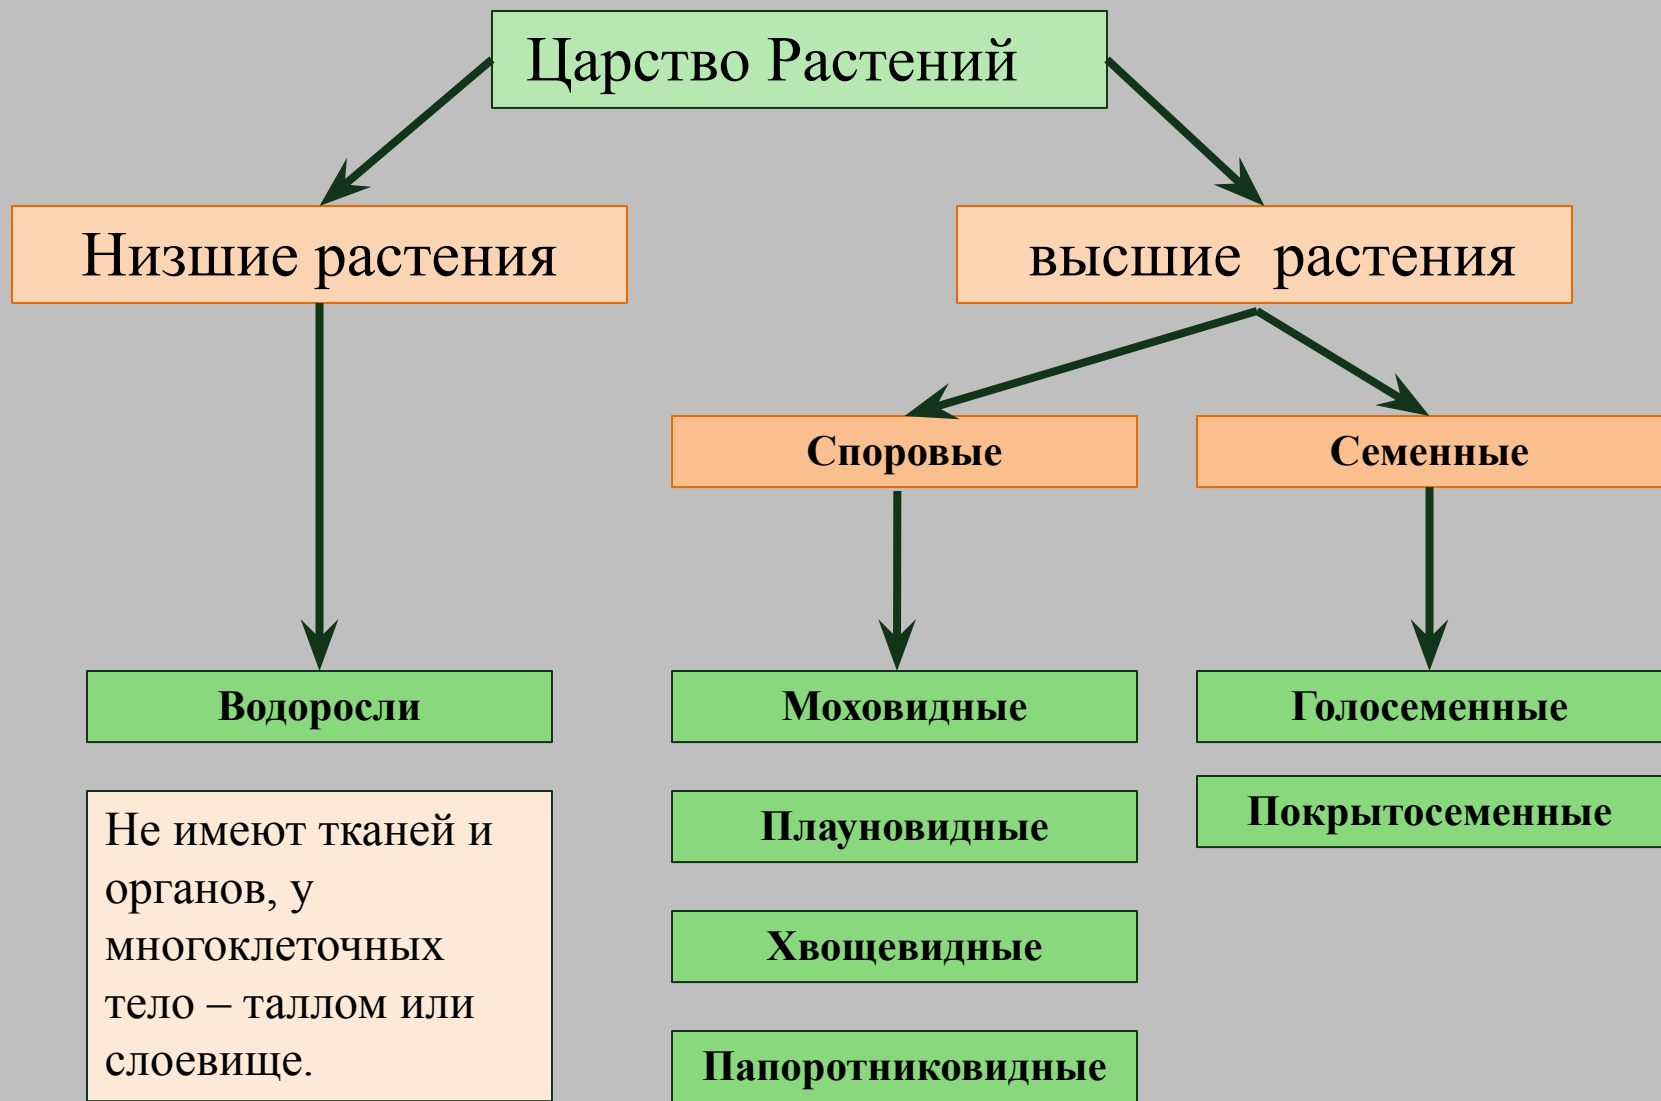 Царство Растений
Низшие растения
высшие растения
Споровые
Семенные
Водоросли
Моховидные
Голосеменные
Не имеют тканей и
органов, у
многоклеточных
тело – таллом или
слоевище.
Плауновидные
Покрытосеменные
Хвощевидные
Папоротниковидные